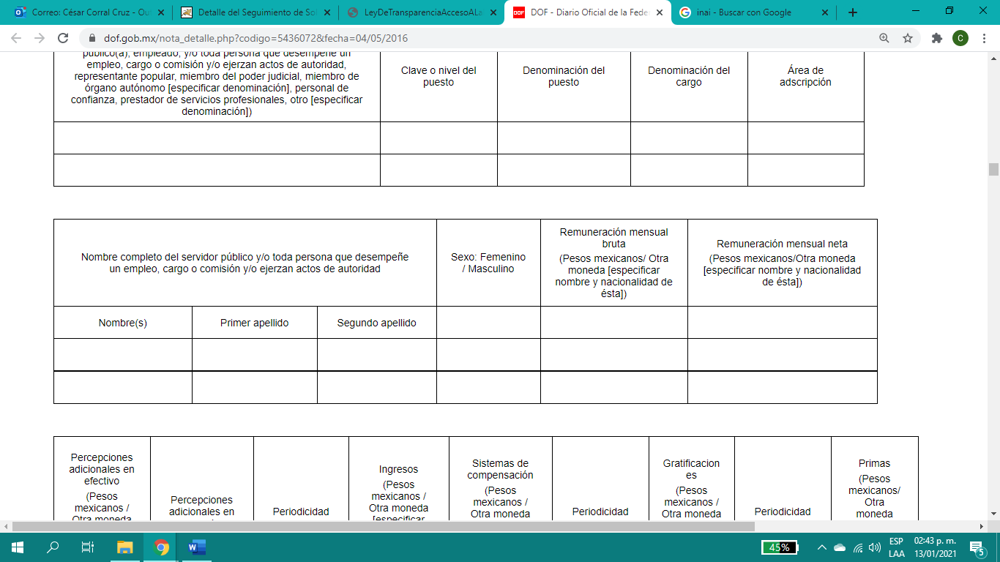 Correo: César Corral Cruz - Ou
Detalle del Seguimiento de Sol
LeyDeTransparenciaAccesoALa
DOF
DOF - Diario Oficial de la Fede
inai - Buscar con Google
dof.gob.mx/nota_detalle.php?codigo=5436072&fecha=04/05/2016
C
público(a), empleado, y/o toda persona que desempeñe un
empleo, cargo o comisión y/o ejerzan actos de autoridad,
representante popular, miembro del poder judicial, miembro de
órgano autónomo [especificar denominación], personal de
confianza, prestador de servicios profesionales, otro [especificar
denominación])
Clave o nivel del
puesto
Denominación del
puesto
Denominación del
cargo
Área de
adscripción
Nombre completo del servidor público y/o toda persona que desempeñe
un empleo, cargo o comisión y/o ejerzan actos de autoridad
Sexo: Femenino
/ Masculino
Remuneración mensual
bruta
(Pesos mexicanos/ Otra
moneda [especificar
nombre y nacionalidad de
ésta])
Remuneración mensual neta
(Pesos mexicanos/Otra moneda
[especificar nombre y nacionalidad
de ésta])
Nombre(s)
Primer apellido
Segundo apellido
Percepciones
adicionales en
efectivo
(Pesos
mexicanos /
Otra moneda
Percepciones
adicionales en
Periodicidad
Ingresos
(Pesos
mexicanos /
Otra moneda
[especificar
Sistemas de
compensación
(Pesos
mexicanos /
Otra moneda
Periodicidad
Gratificacion
es
(Pesos
mexicanos /
Otra moneda
Periodicidad
Primas
(Pesos
mexicanos/
Otra
moneda
45%
ESP
LAA
02:43 p. m.
13/01/2021
5